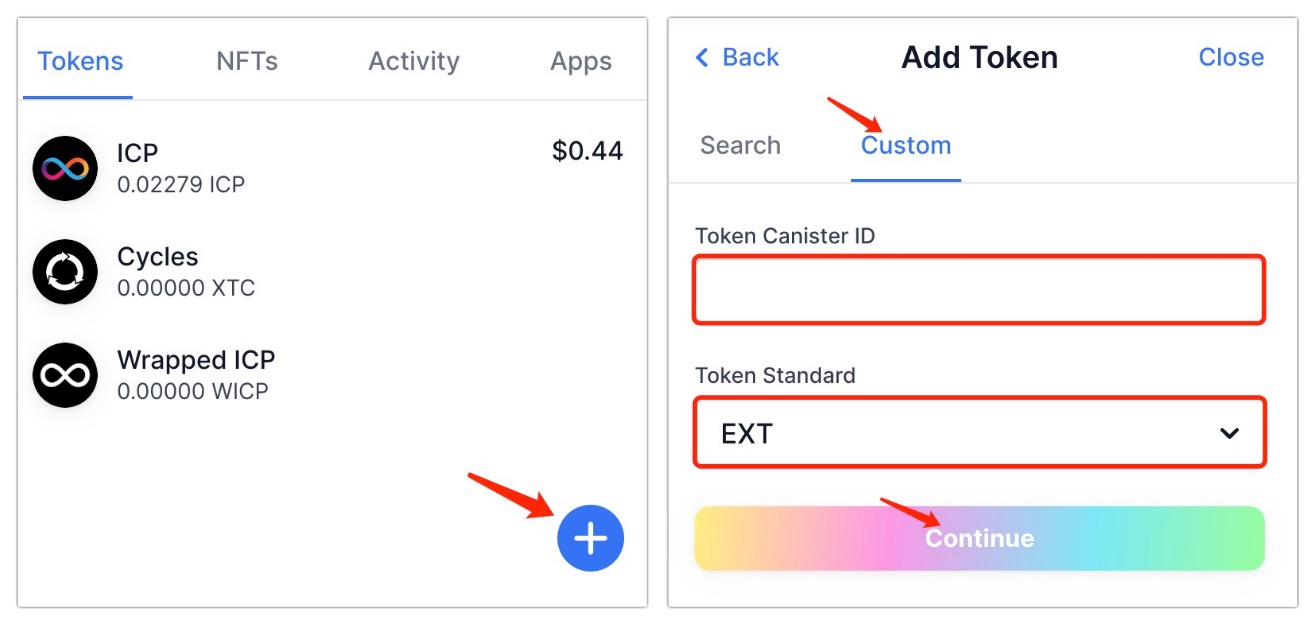 Tokens NFTs Activity Apps
ICP
$0.44
0.02279 ICP
Cycles
0.00000 XTC
Wrapped ICP
0.00000 WICP
Back Add Token Close
Search Custom
Token Canister ID
Token Standard
EXT
Continue